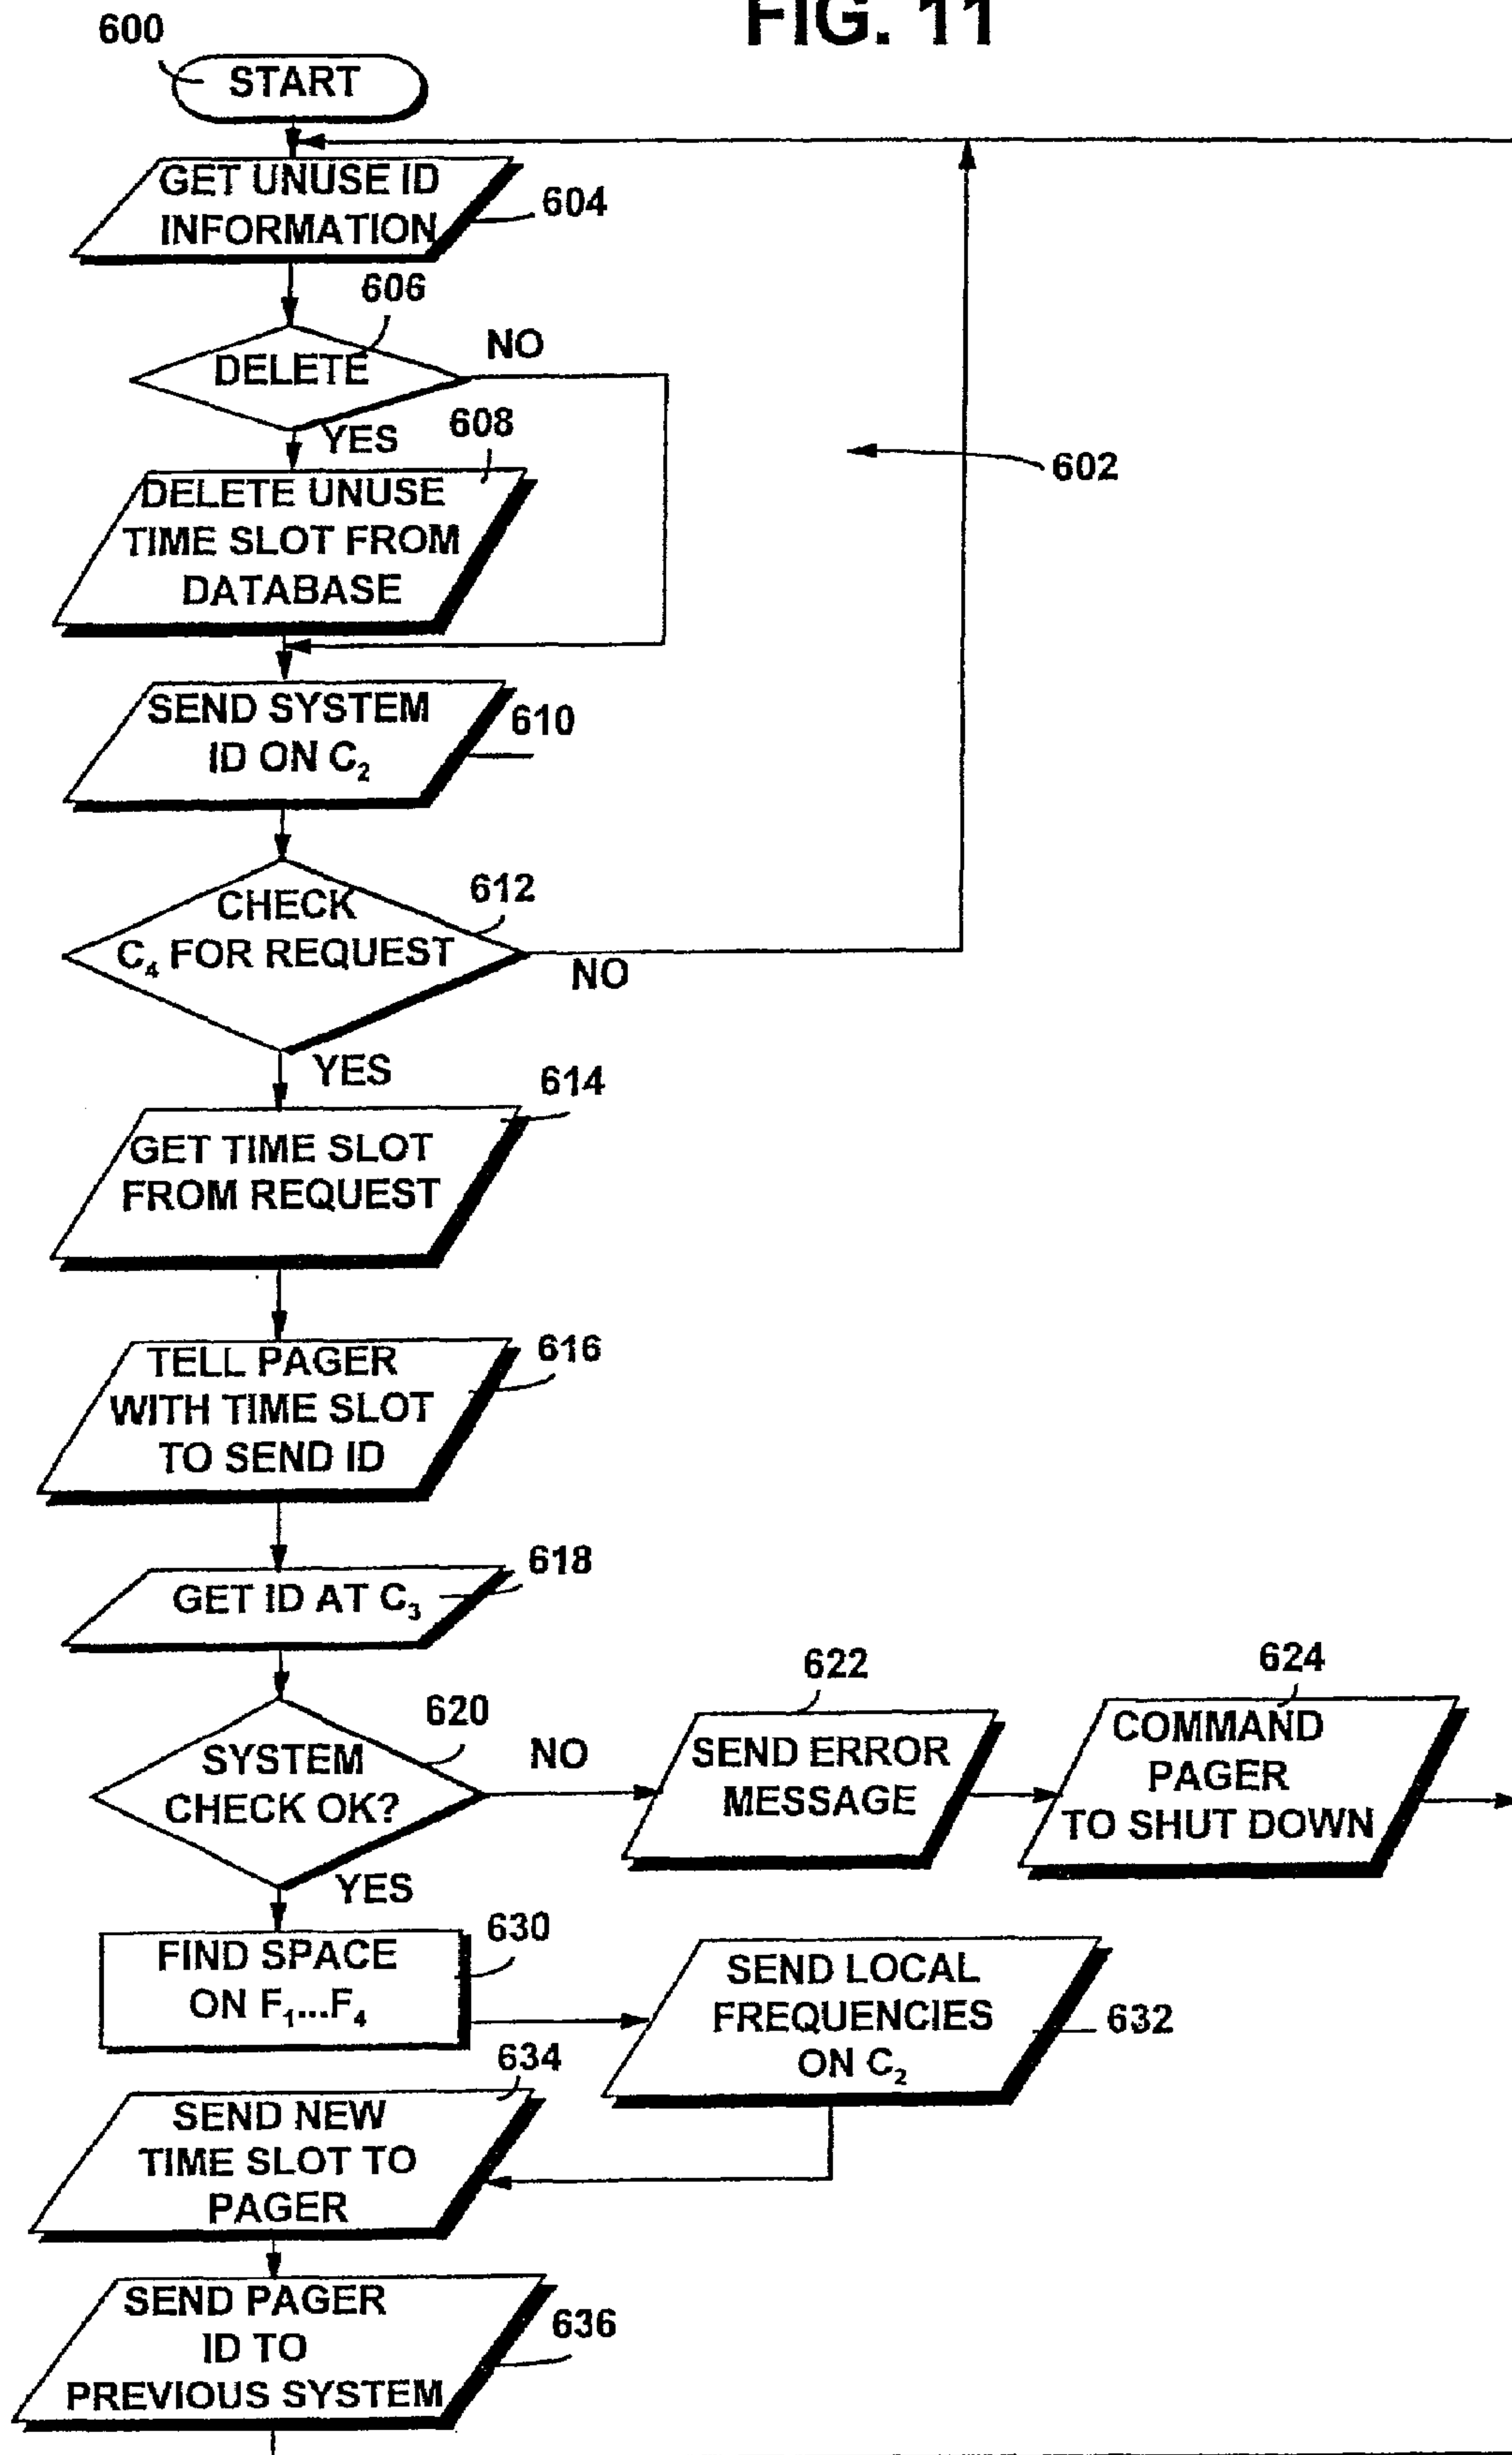 FIG. 11
600
START
GET UNUSE ID
INFORMATION
604
606
DELETE
NO
YES
608
602
DELETE UNUSE
TIME SLOT FROM
DATABASE
SEND SYSTEM
ID ON C₂
610
CHECK
C₄ FOR REQUEST
612
NO
YES
614
GET TIME SLOT
FROM REQUEST
TELL PAGER
WITH TIME SLOT
TO SEND ID
616
GET ID AT C₃
618
620
SYSTEM
CHECK OK?
NO
YES
622
SEND ERROR
MESSAGE
624
COMMAND
PAGER
TO SHUT DOWN
FIND SPACE
ON F₁...F₄
630
SEND LOCAL
FREQUENCIES
ON C₂
632
634
SEND NEW
TIME SLOT TO
PAGER
SEND PAGER
ID TO
PREVIOUS SYSTEM
636